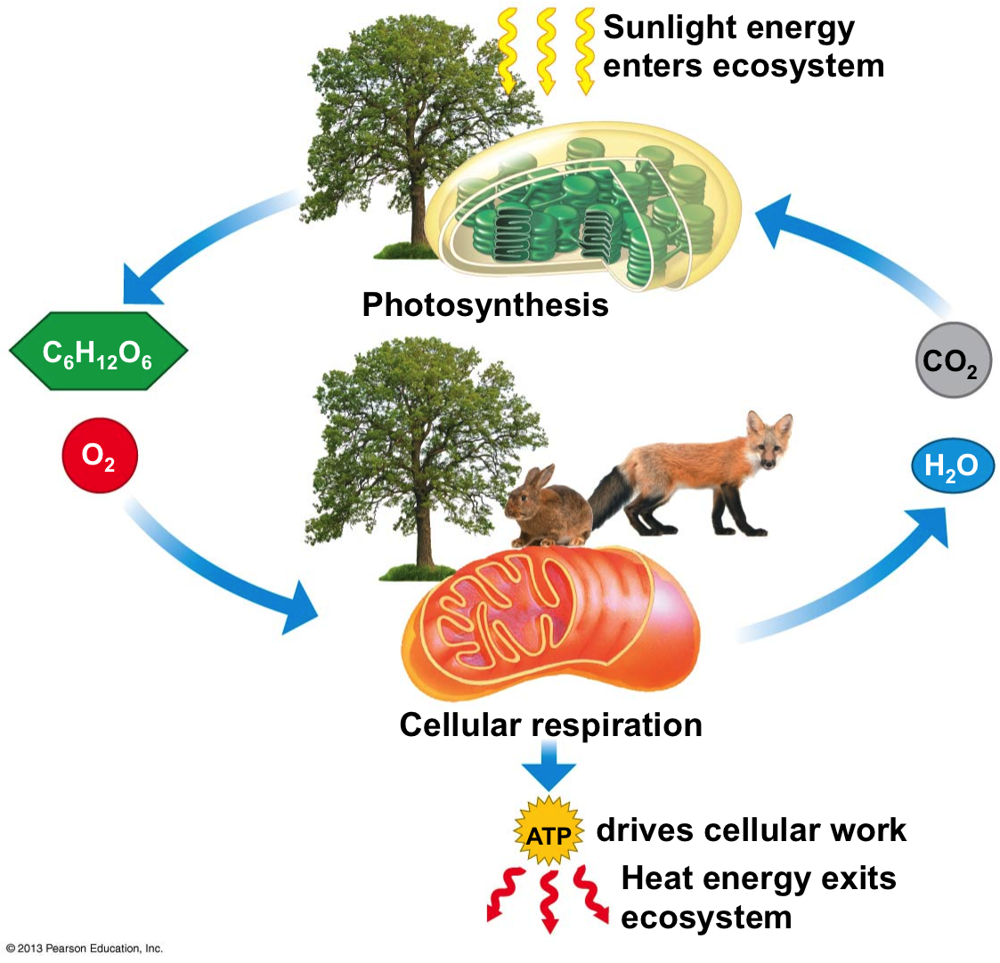 Sunlight energy
enters ecosystem
Photosynthesis
C₆H₁₂O₆
CO₂
O₂
H₂O
Cellular respiration
ATP drives cellular work
Heat energy exits
ecosystem
© 2013 Pearson Education, Inc.